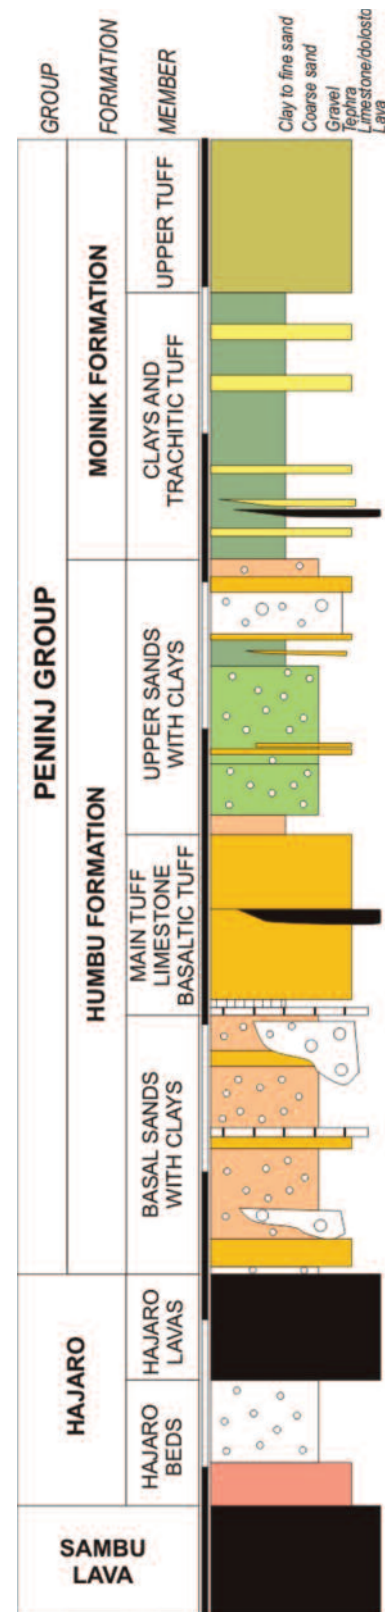 GROUP
FORMATION
MEMBER
Clay to fine sand
Coarse sand
Gravel
Tephra
Limestone/dolosto
Lava
PENINJ GROUP
MOINIK FORMATION
UPPER TUFF
CLAYS AND
TRACHITIC TUFF
HUMBU FORMATION
UPPER SANDS
WITH CLAYS
MAIN TUFF
LIMESTONE
BASALTIC TUFF
BASAL SANDS
WITH CLAYS
HAJARO
HAJARO
LAVAS
HAJARO
BEDS
SAMBU
LAVA